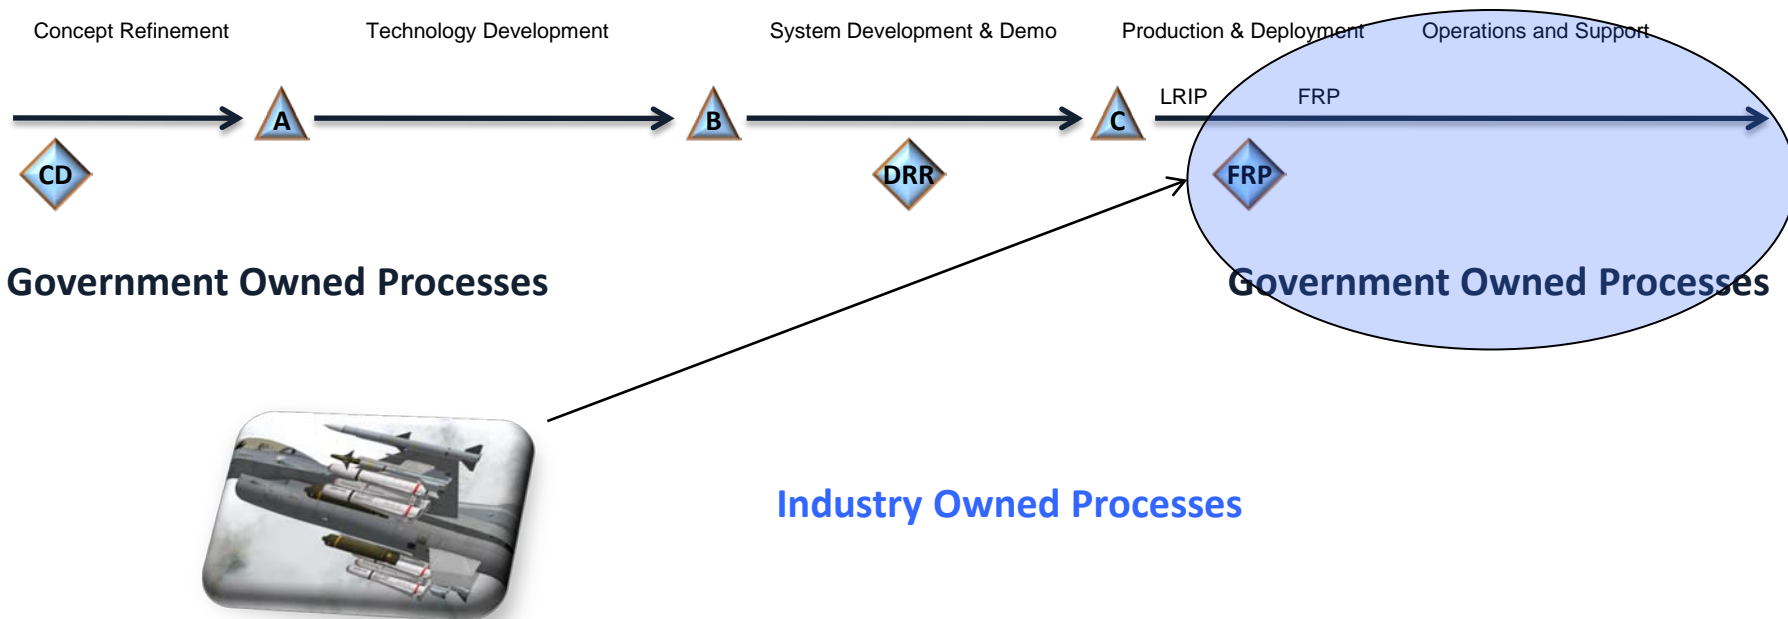 Concept Refinement
Technology Development
System Development & Demo
Production & Deployment
Operations and Support
A
B
C
LRIP
FRP
CD
DRR
FRP
Government Owned Processes
Government Owned Processes
Industry Owned Processes